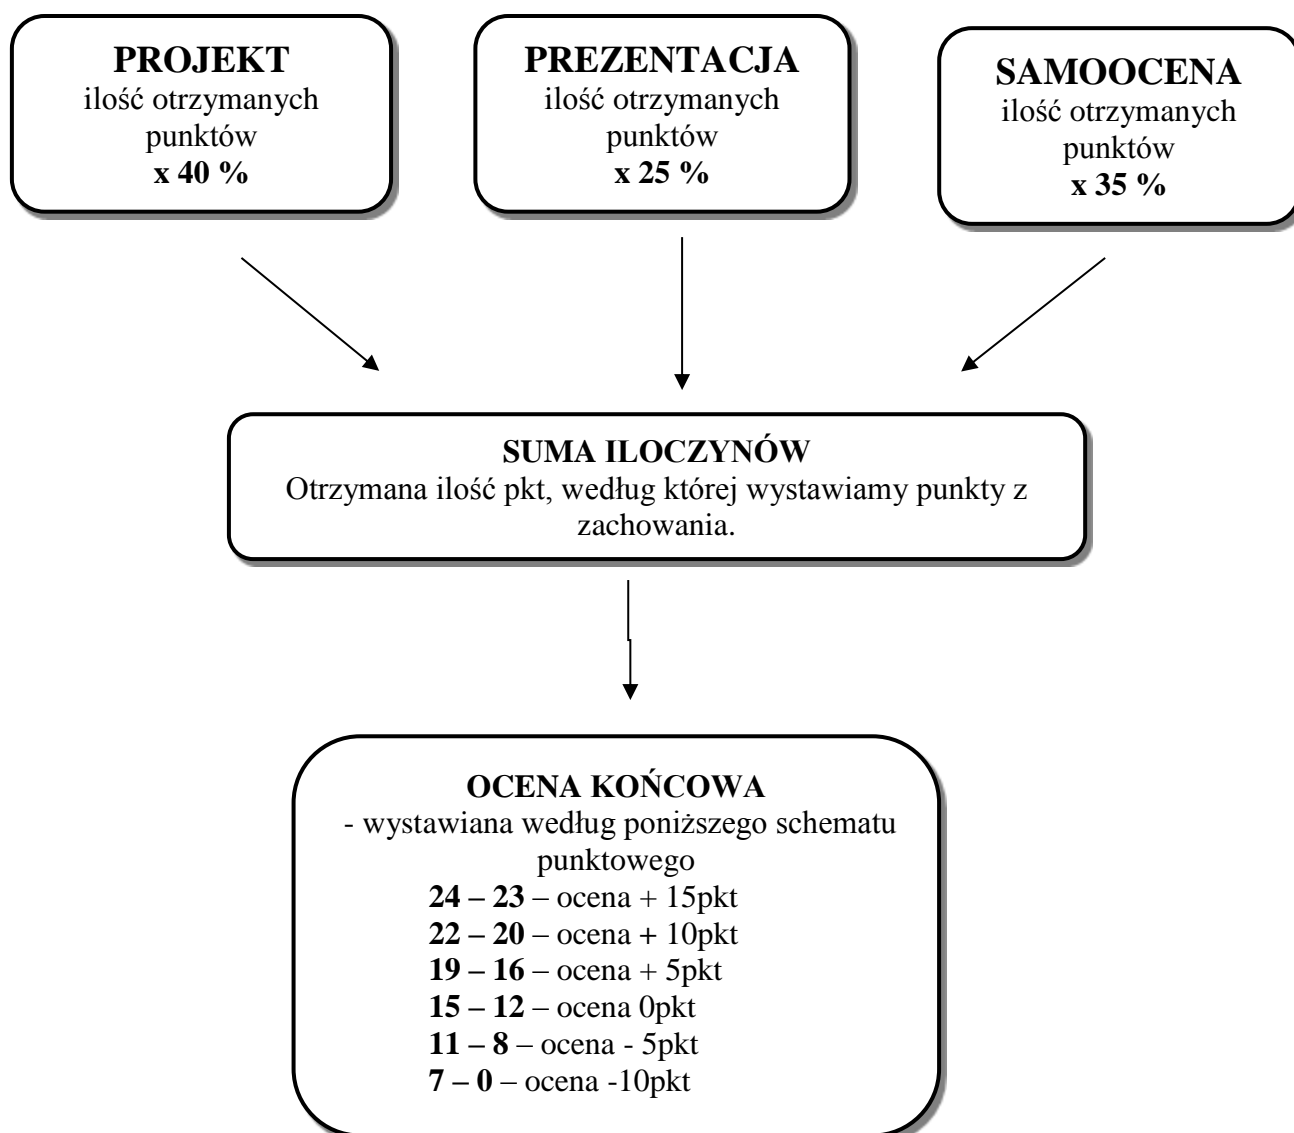 PROJEKT
ilość otrzymanych
punktów
x 40 %
PREZENTACJA
ilość otrzymanych
punktów
x 25 %
SAMOOCENA
ilość otrzymanych
punktów
x 35 %
SUMA ILOCZYNÓW
Otrzymana ilość pkt, według której wystawiamy punkty z
zachowania.
OCENA KOŃCOWA
- wystawiana według poniższego schematu
punktowego
24 – 23 – ocena + 15pkt
22 – 20 – ocena + 10pkt
19 – 16 – ocena + 5pkt
15 – 12 – ocena 0pkt
11 – 8 – ocena - 5pkt
7 – 0 – ocena -10pkt